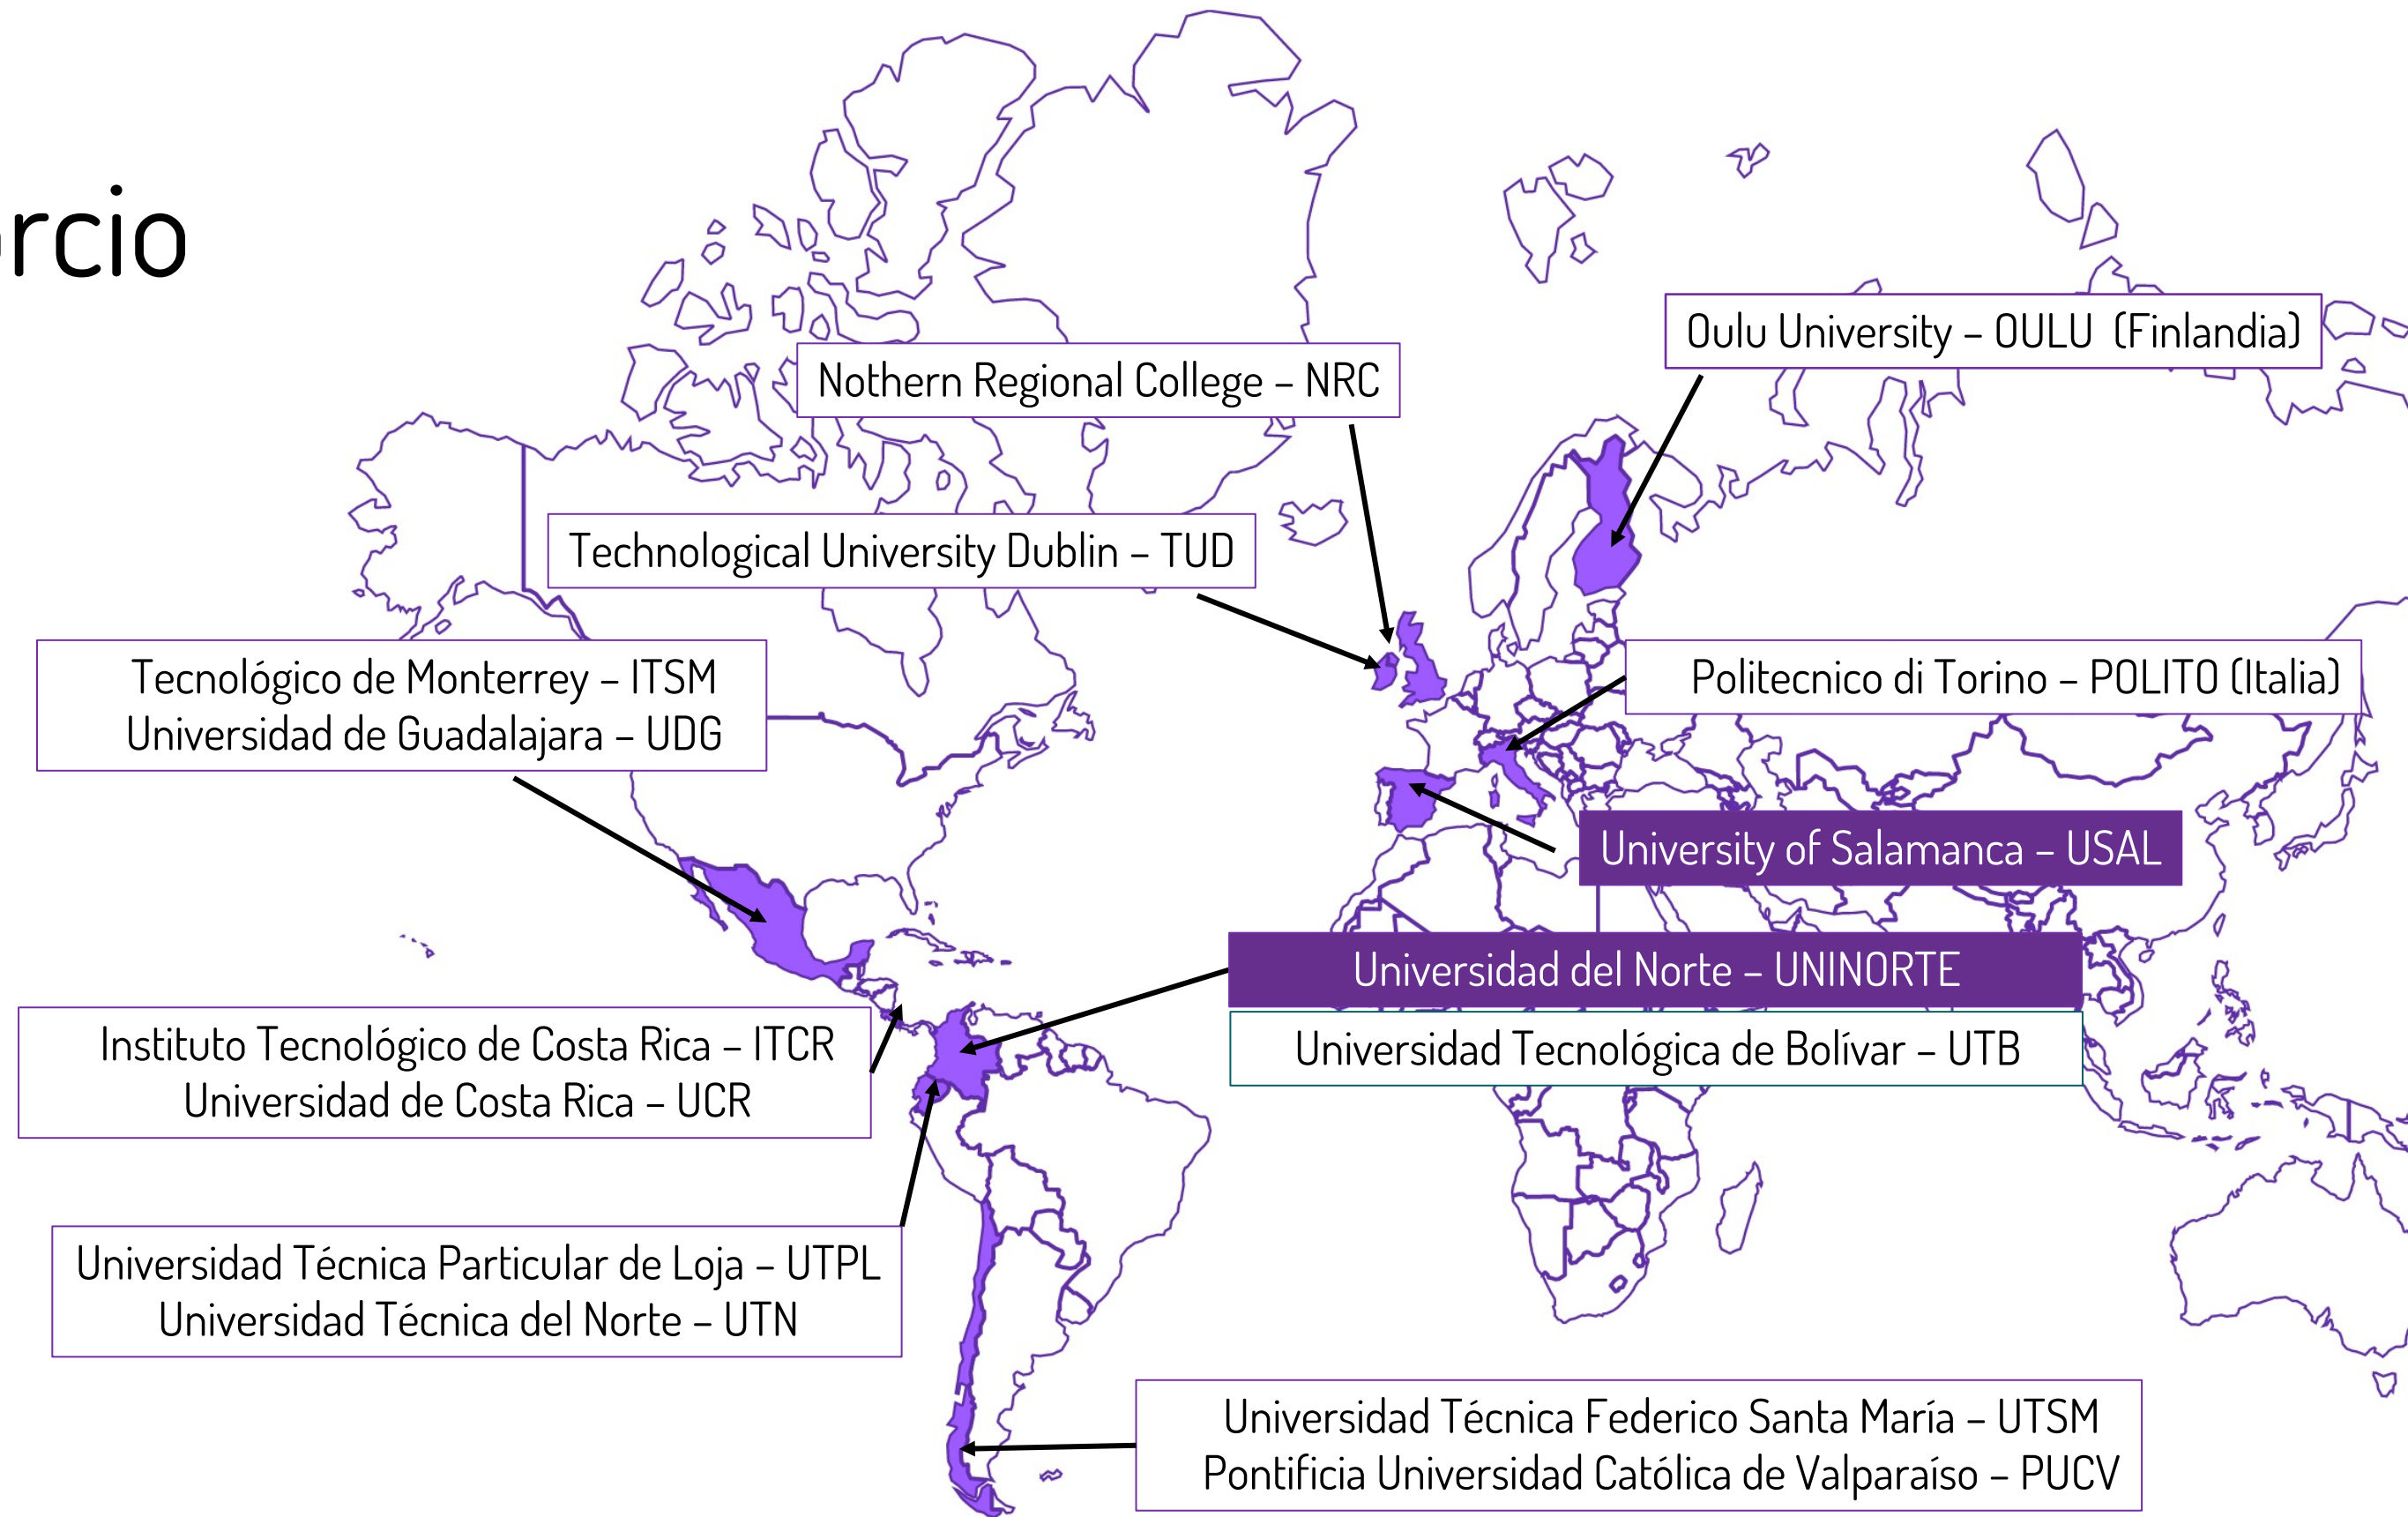 rcio
Oulu University – OULU (Finlandia)
Nothern Regional College – NRC
Technological University Dublin – TUD
Tecnológico de Monterrey – ITSM
Universidad de Guadalajara – UDG
Politecnico di Torino – POLITO (Italia)
University of Salamanca – USAL
Universidad del Norte – UNINORTE
Universidad Tecnológica de Bolívar – UTB
Instituto Tecnológico de Costa Rica – ITCR
Universidad de Costa Rica – UCR
Universidad Técnica Particular de Loja – UTPL
Universidad Técnica del Norte – UTN
Universidad Técnica Federico Santa María – UTSM
Pontificia Universidad Católica de Valparaíso – PUCV